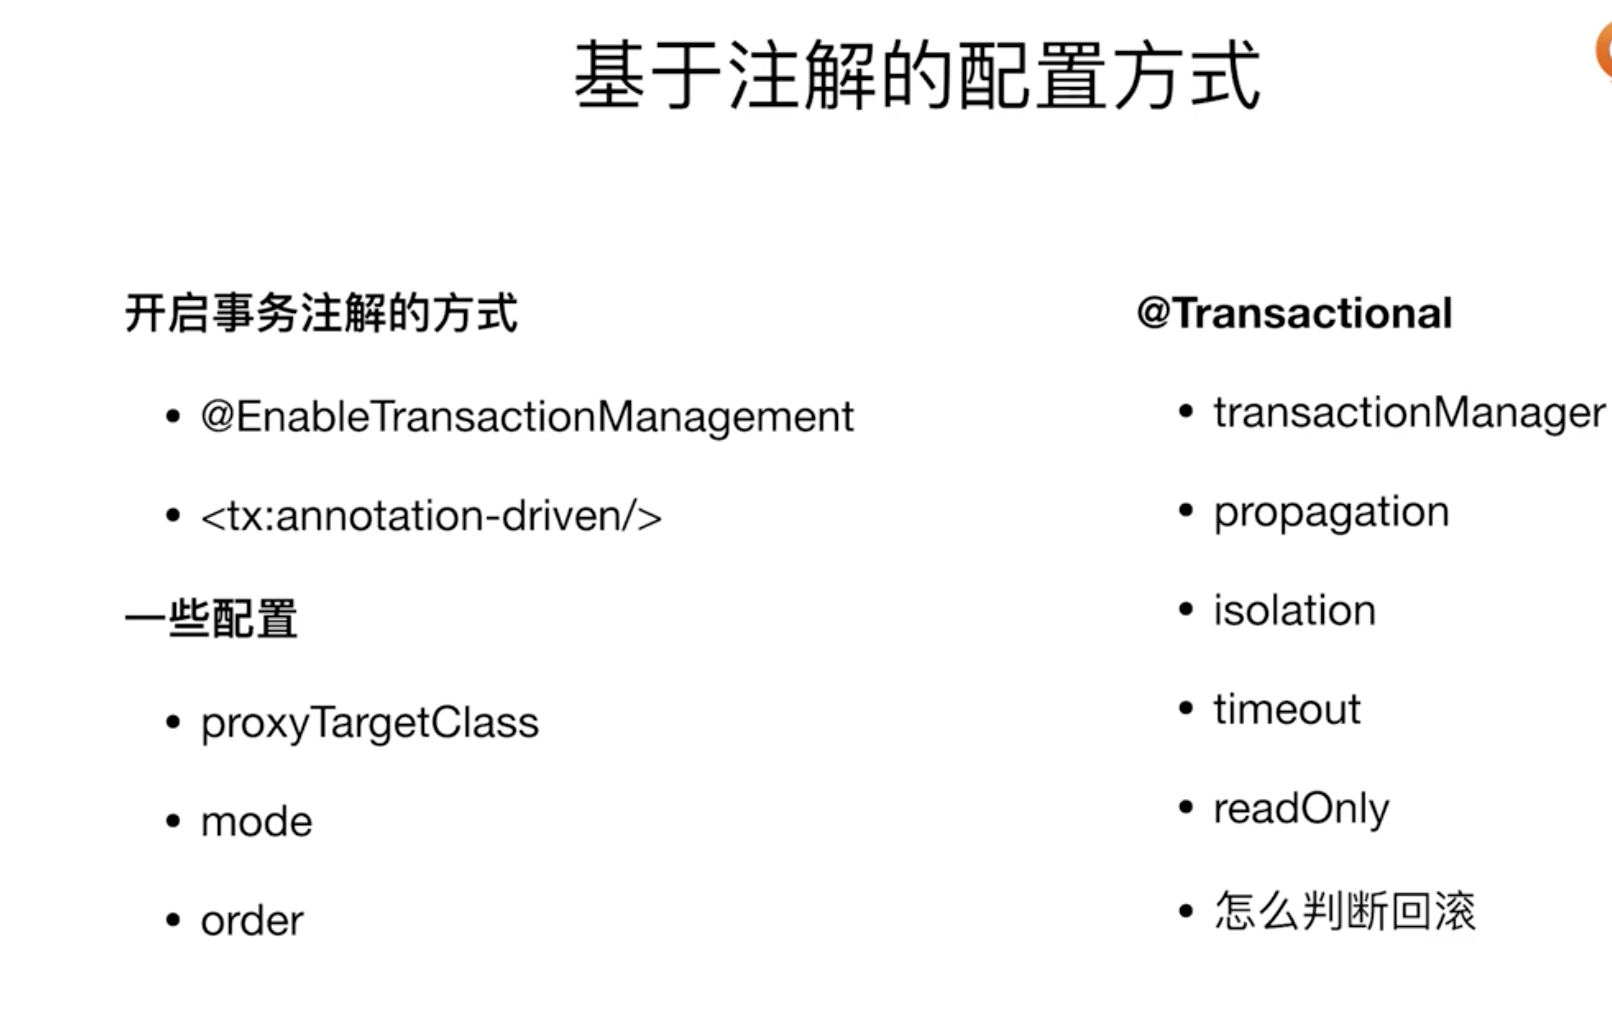 基于注解的配置方式
开启事务注解的方式
• @EnableTransactionManagement
• <tx:annotation-driven/>
一些配置
• proxyTargetClass
• mode
• order
@Transactional
• transactionManager
• propagation
• isolation
• timeout
• readOnly
• 怎么判断回滚